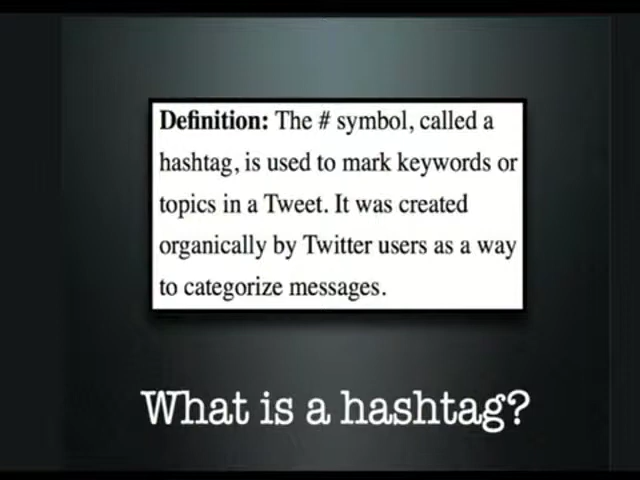 Definition: The # symbol, called a
hashtag, is used to mark keywords or
topics in a Tweet. It was created
organically by Twitter users as a way
to categorize messages.
What is a hashtag?